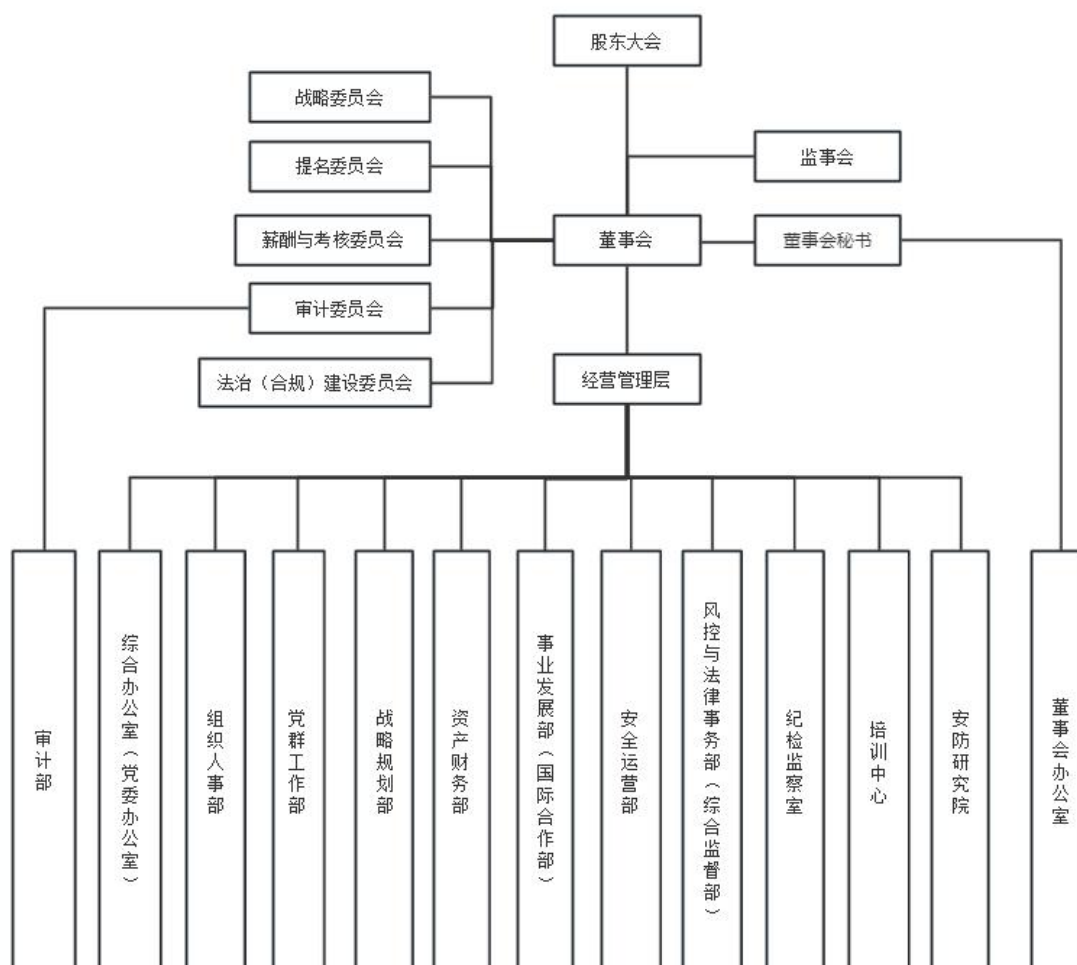 股东大会
战略委员会
监事会
提名委员会
薪酬与考核委员会
董事会
董事会秘书
审计委员会
经营管理层
法治（合规）建设委员会
审计部
综合办公室（党委办公室）
组织人事部
党群工作部
战略规划部
资产财务部
事业发展部（国际合作部）
安全运营部
风控与法律事务部（综合监督部）
纪检监察室
培训中心
安防研究院
董事会办公室